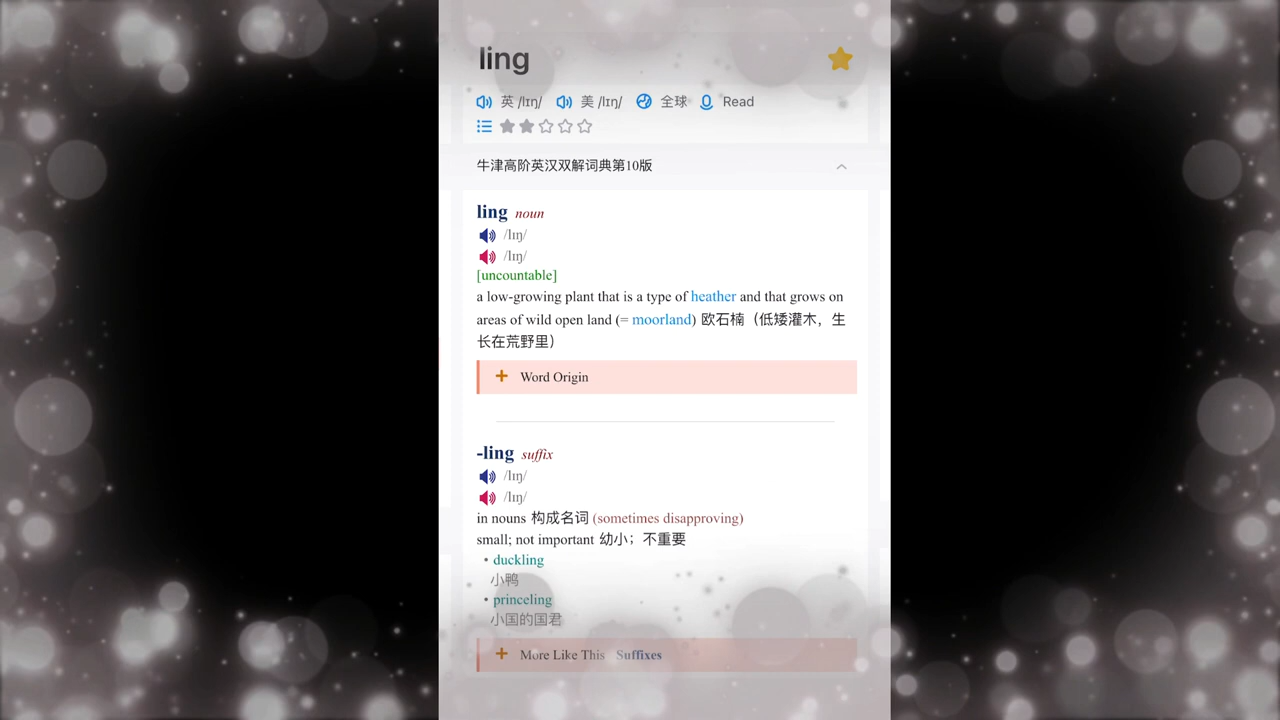 ling
英 /lɪŋ/ 美 /lɪŋ/ 全球 Read
牛津高阶英汉双解词典第10版
ling noun
/lɪŋ/
/lɪŋ/
[uncountable]
a low-growing plant that is a type of heather and that grows on
areas of wild open land (= moorland) 欧石楠（低矮灌木，生
长在荒野里）
Word Origin
-ling suffix
/lɪŋ/
/lɪŋ/
in nouns 构成名词 (sometimes disapproving)
small; not important 幼小；不重要
• duckling
小鸭
• princeling
小国的国君
More Like This Suffixes